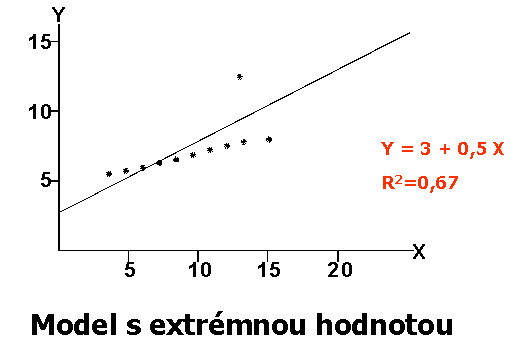 Y
15
10
5
Y = 3 + 0,5 X
R²=0,67
X
5 10 15 20
Model s extrémnou hodnotou